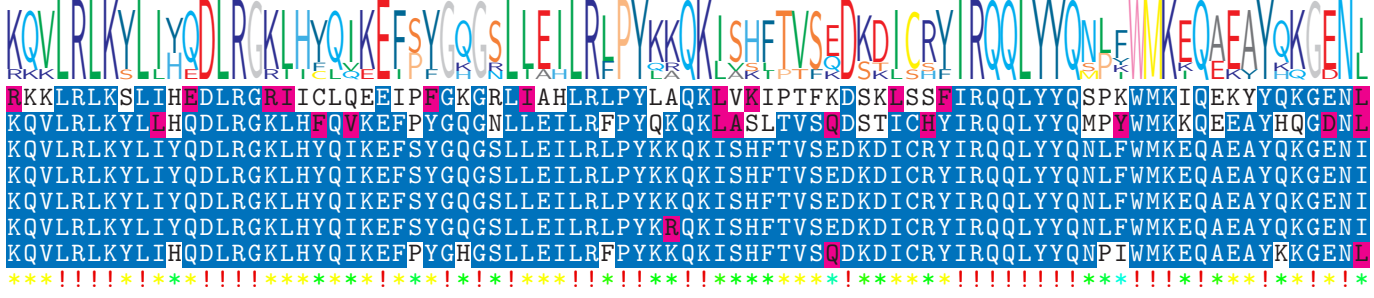 KQVLRLKYLIYQDLRGKLHYQIKEFSYGQGSLLEILRLPYKKQKISHFTVSEDKDICRYIRQQLYYQNLFWMKEQAEAYQKGENI
RKKLRLKSLIHEDLRGRIICLQEEIPFGKGRLIAHLRLPYLAQKLVKIPTFKDSKLSSFIRQQLYYQSPKWMKIQEKYYQKGENL
KQVLRLKYLLHQDLRGKLHFQVKEFPYGQGNLLEILRFPYQKQKLASLTVSQDSTICHYIRQQLYYQMPYWMKKQEEAYHQGDNL
KQVLRLKYLIYQDLRGKLHYQIKEFSYGQGSLLEILRLPYKKQKISHFTVSEDKDICRYIRQQLYYQNLFWMKEQAEAYQKGENI
KQVLRLKYLIYQDLRGKLHYQIKEFSYGQGSLLEILRLPYKKQKISHFTVSEDKDICRYIRQQLYYQNLFWMKEQAEAYQKGENI
KQVLRLKYLIYQDLRGKLHYQIKEFSYGQGSLLEILRLPYKKQKISHFTVSEDKDICRYIRQQLYYQNLFWMKEQAEAYQKGENI
KQVLRLKYLIYQDLRGKLHYQIKEFSYGQGSLLEILRLPYKRQKISHFTVSEDKDICRYIRQQLYYQNLFWMKEQAEAYQKGENI
KQVLRLKYLIHQDLRGKLHYQIKEFPYGHGSLLEILRFPYKKQKISHFTVSQDKDICRYIRQQLYYQNPIWMKEQAEAYKKGENL
***!!!!*!***!!!!*******!***!*!*!***!!*!!**!!********!******!!!!!!!!***!!!*!***!**!*!*